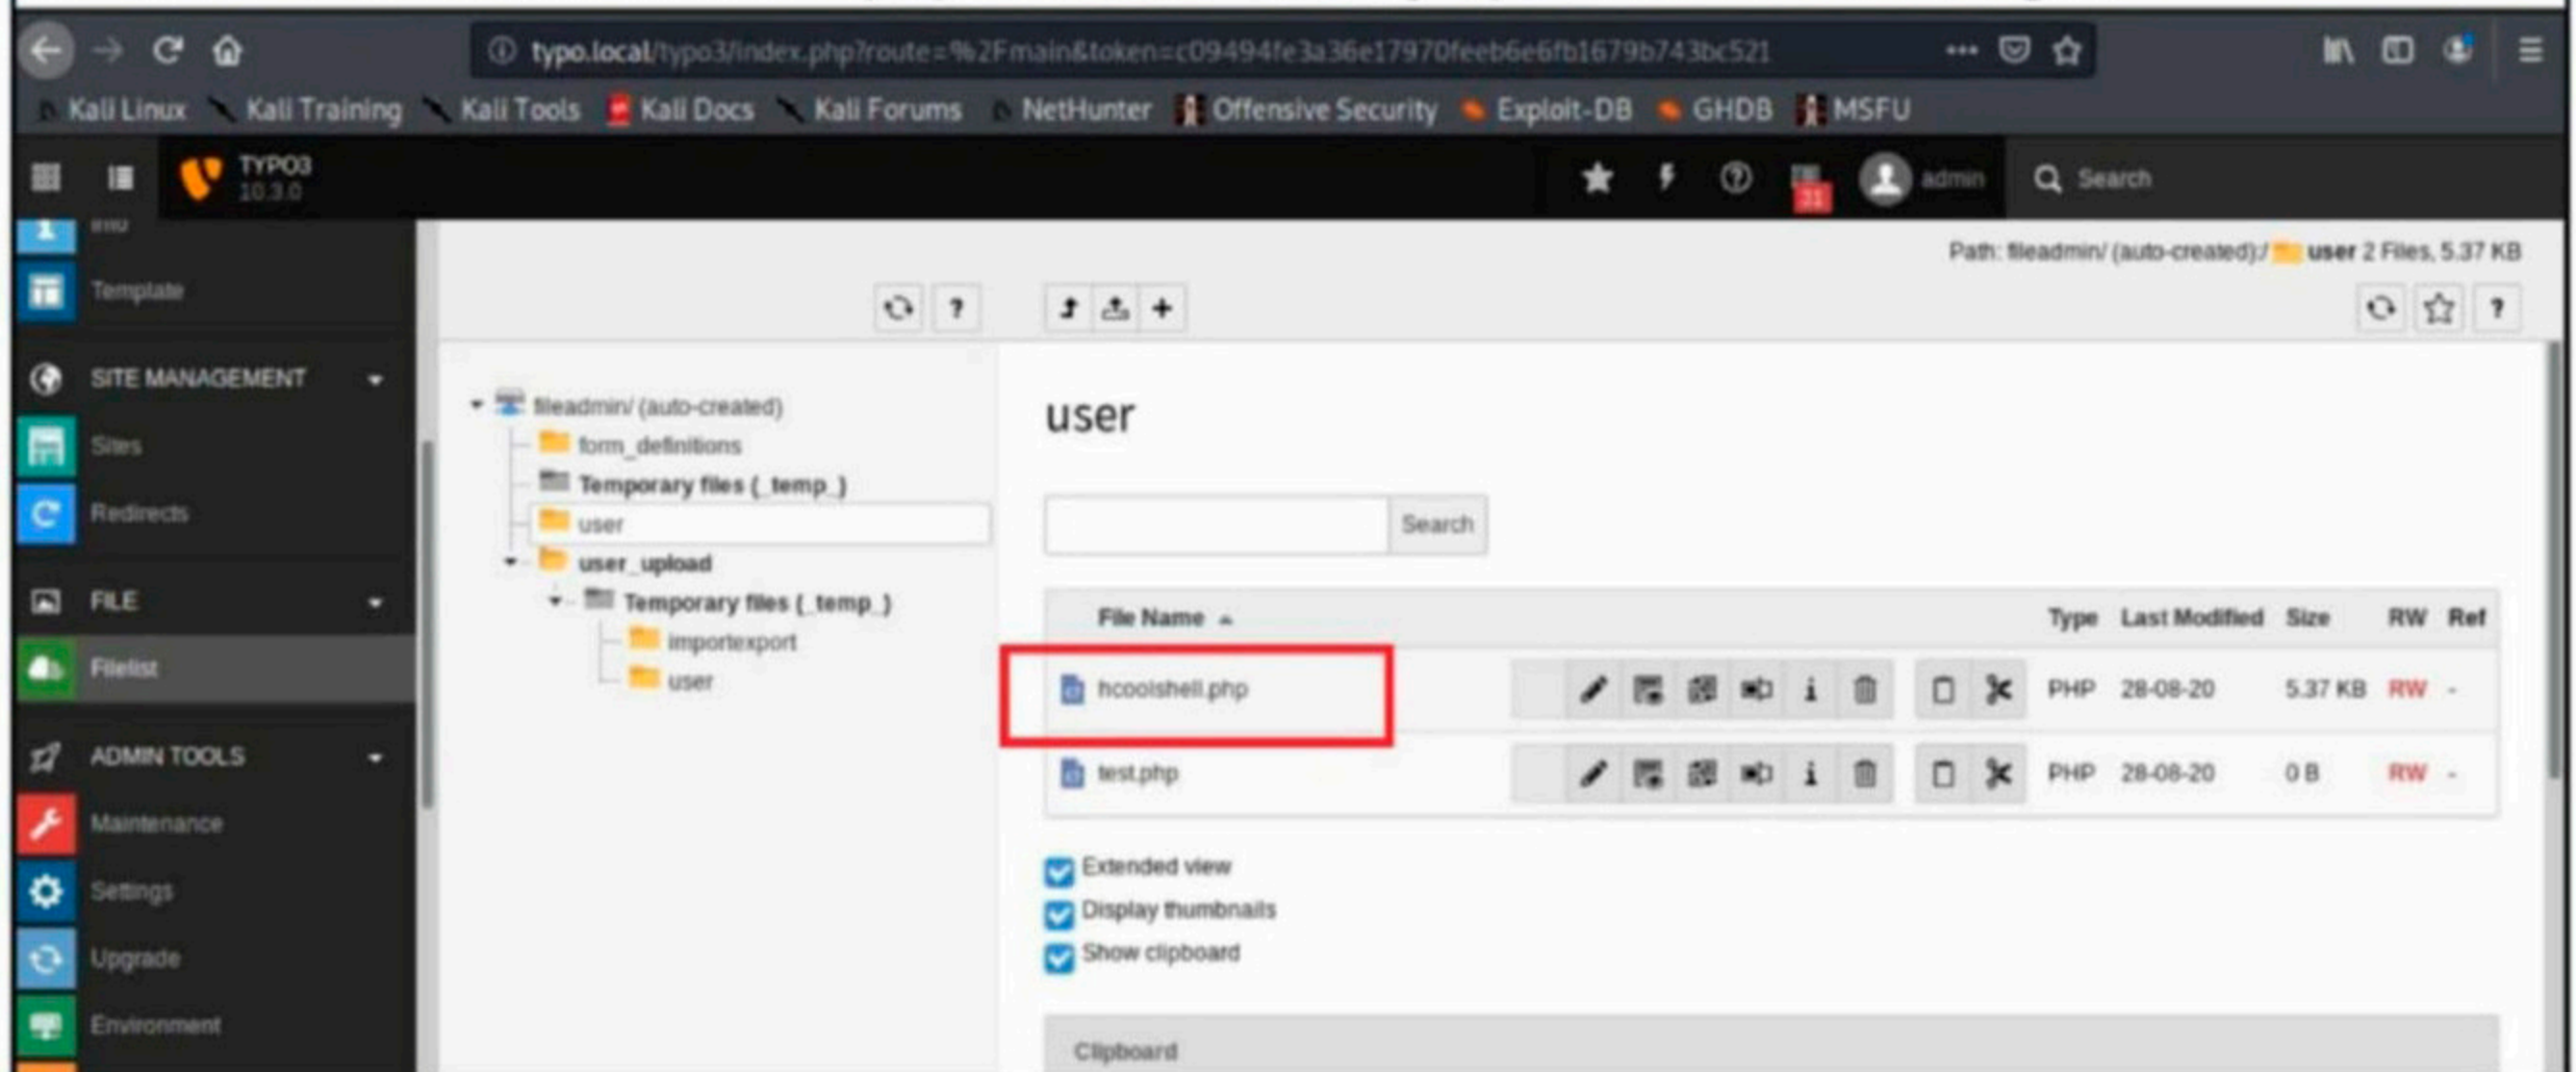 typo.local/typo3/index.php?route=%2Fmain&token=c09494fe3a36e17970feeb6e6fb1679b743bc521
Kali Linux Kali Training Kali Tools Kali Docs Kali Forums NetHunter Offensive Security Exploit-DB GHDB MSFU
TYPO3
10.3.0
31
admin
Search
Info
Template
SITE MANAGEMENT
Sites
Redirects
FILE
Filelist
ADMIN TOOLS
Maintenance
Settings
Upgrade
Environment
Path: fileadmin/ (auto-created):/ user 2 Files, 5.37 KB
fileadmin/ (auto-created)
form_definitions
Temporary files (_temp_)
user
user_upload
Temporary files (_temp_)
importexport
user
user
Search
File Name Type Last Modified Size RW Ref
hcoolshell.php PHP 28-08-20 5.37 KB RW -
test.php PHP 28-08-20 0 B RW -
Extended view
Display thumbnails
Show clipboard
Clipboard